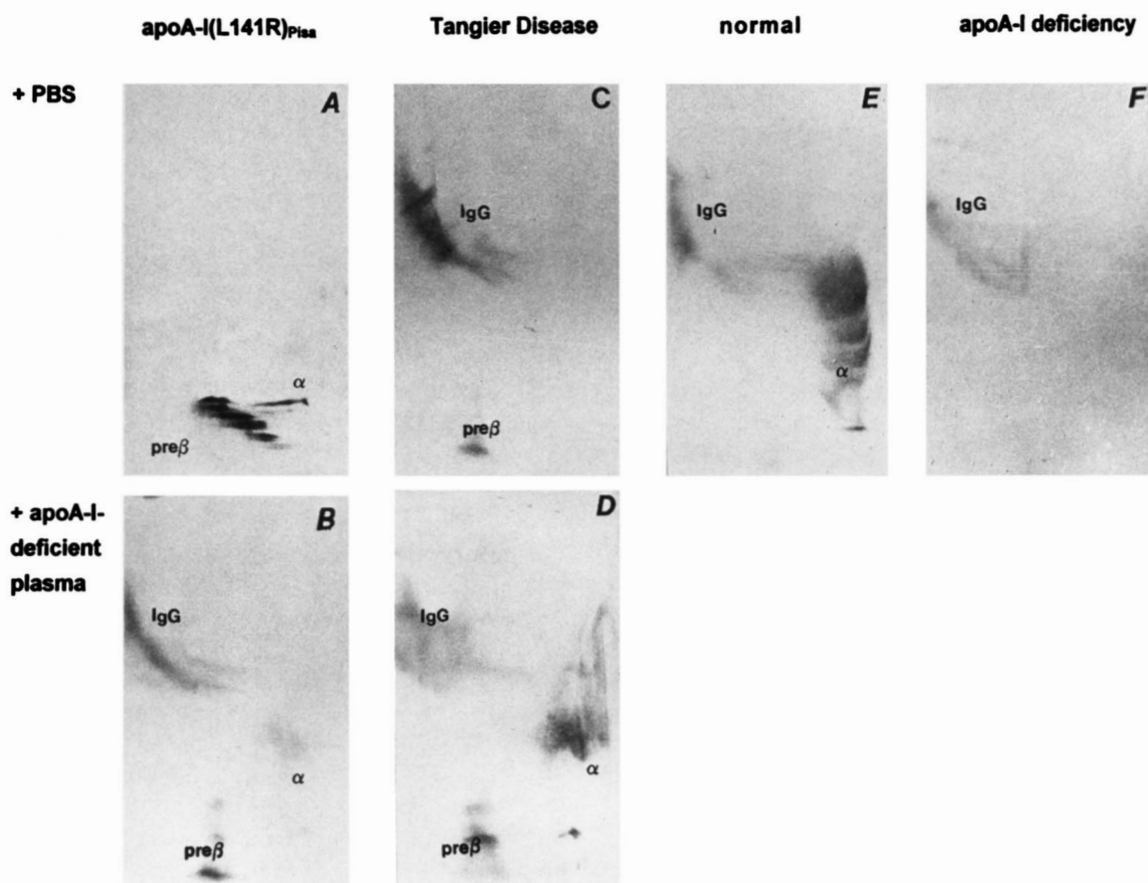 apoA-I(L141R)Pisa Tangier Disease normal apoA-I deficiency
+ PBS
A C E F
IgG IgG IgG
α α
preβ preβ
+ apoA-I-
deficient
plasma
B D
IgG IgG
α α
preβ preβ